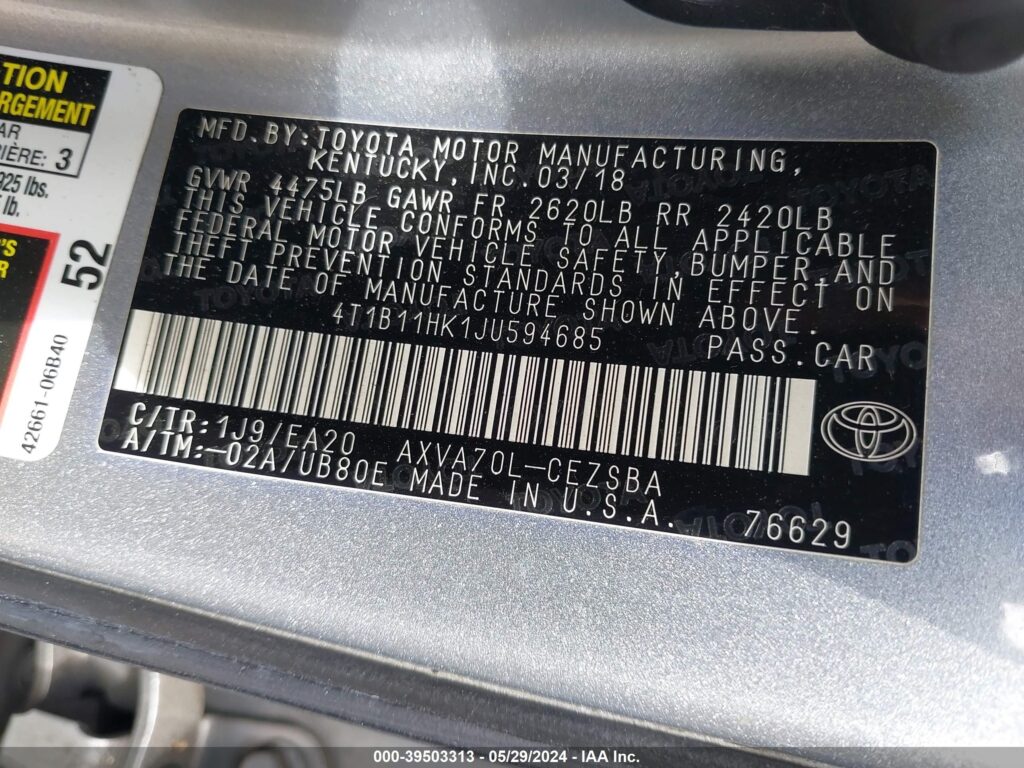 TION
RGEMENT
AR
IÈRE: 3
925 lbs.
lb.
'S
R
52
42661-06B40
MFD.BY:TOYOTA MOTOR MANUFACTURING,
KENTUCKY,INC.03/18
GVWR 4475LB GAWR FR 2620LB RR 2420LB
THIS VEHICLE CONFORMS TO ALL APPLICABLE
FEDERAL MOTOR VEHICLE SAFETY,BUMPER,AND
THEFT PREVENTION STANDARDS IN EFFECT ON
THE DATE OF MANUFACTURE SHOWN ABOVE.
4T1B11HK1JU594685 PASS.CAR
C/TR:1J9/EA20 AXVA70L-CEZSBA
A/TM:-02A/UB80E MADE IN U.S.A. 76629
000-39503313 - 05/29/2024 - IAA Inc.